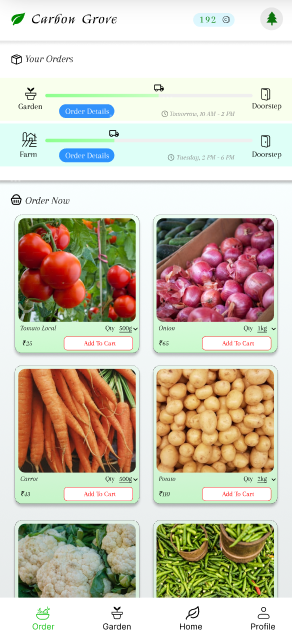 Carbon Grove
192
Your Orders
Garden
Doorstep
Order Details
Tomorrow, 10 AM - 2 PM
Farm
Doorstep
Order Details
Tuesday, 2 PM - 6 PM
Order Now
Tomato Local Qty 500g
₹25 Add To Cart
Onion Qty 1kg
₹65 Add To Cart
Carrot Qty 500g
Add To Cart
Potato Qty 2kg
Add To Cart
Order
Garden
Home
Profile